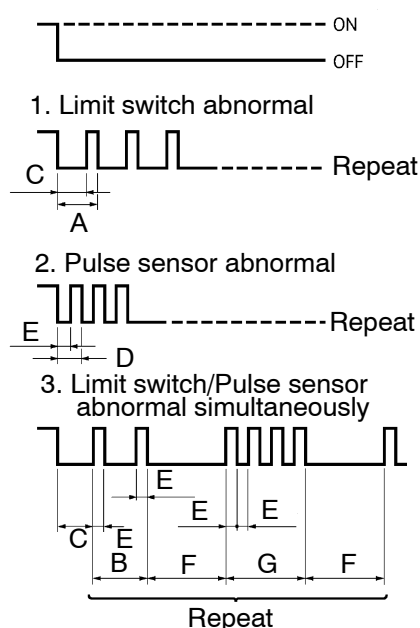 ON
OFF
1. Limit switch abnormal
Repeat
C
A
2. Pulse sensor abnormal
Repeat
E
D
3. Limit switch/Pulse sensor
abnormal simultaneously
E
E E
C E
B F G F
Repeat